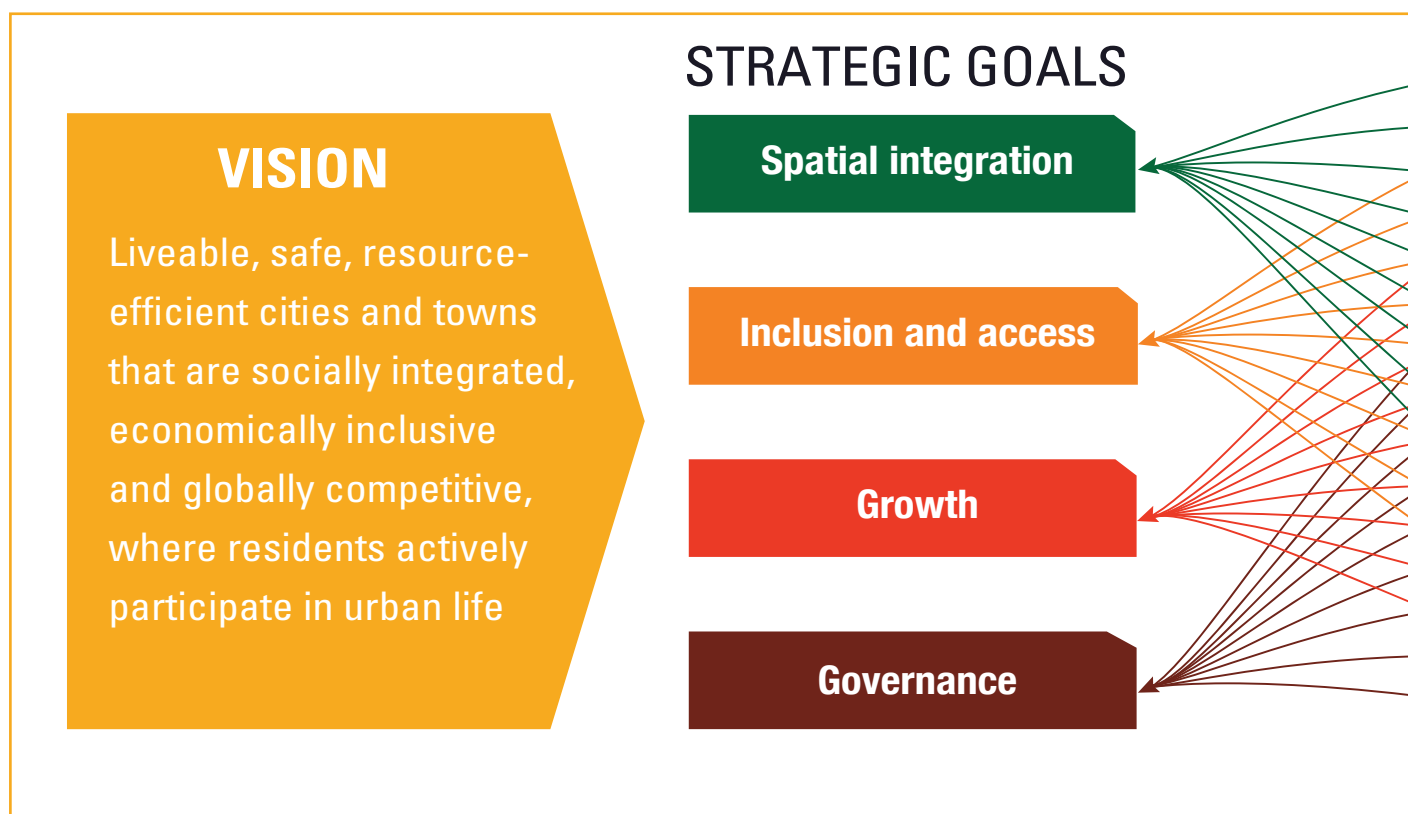 STRATEGIC GOALS
VISION
Liveable, safe, resource-
efficient cities and towns
that are socially integrated,
economically inclusive
and globally competitive,
where residents actively
participate in urban life
Spatial integration
Inclusion and access
Growth
Governance